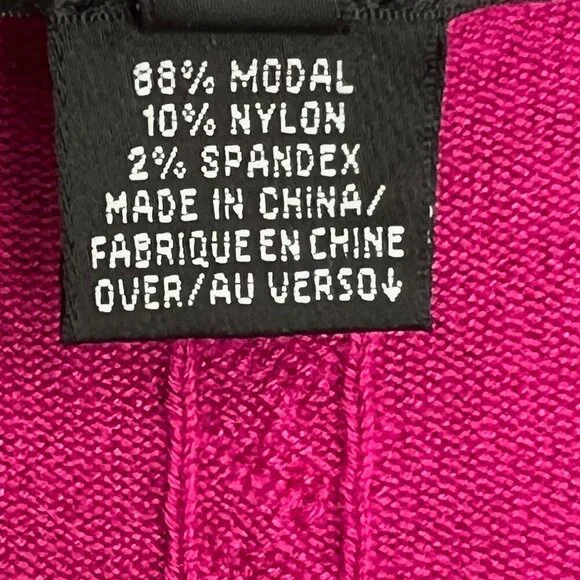 88% MODAL
10% NYLON
2% SPANDEX
MADE IN CHINA/
FABRIQUE EN CHINE
OVER/AU VERSO↓